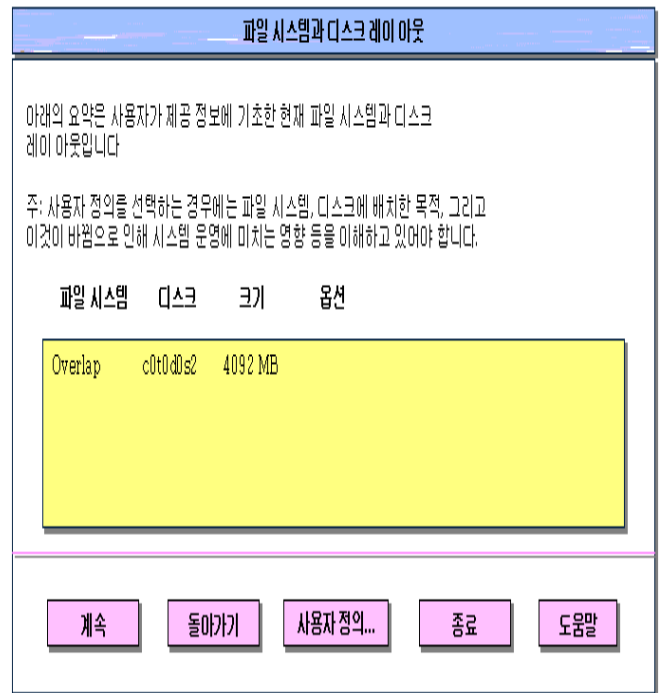 파일 시스템과 디스크 레이 아웃
아래의 요약은 사용자가 제공 정보에 기초한 현재 파일 시스템과 디스크
레이 아웃입니다
주: 사용자 정의를 선택하는 경우에는 파일 시스템, 디스크에 배치한 목적, 그리고
이것이 바뀜으로 인해 시스템 운영에 미치는 영향 등을 이해하고 있어야 합니다.
파일 시스템 디스크 크기 옵션
Overlap c0t0d0s2 4092 MB
계속 돌아가기 사용자 정의... 종료 도움말